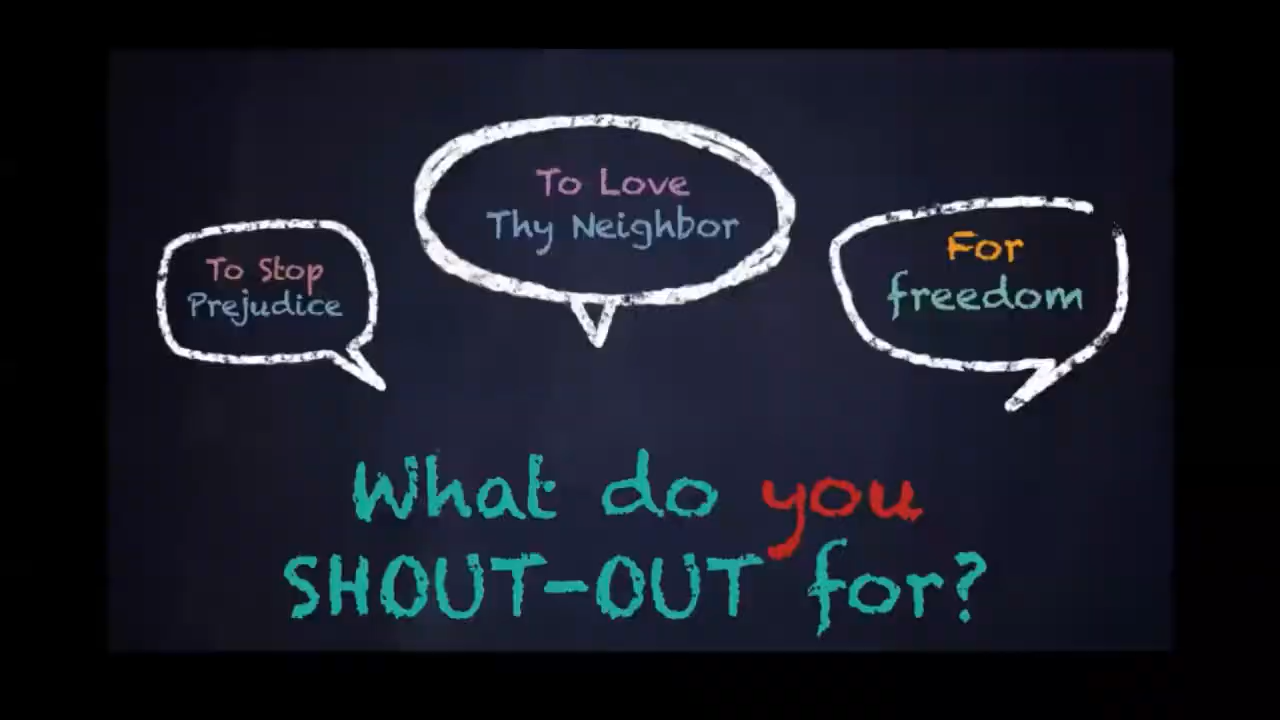 To Stop
Prejudice
To Love
Thy Neighbor
For
freedom
What do you
SHOUT-OUT for?